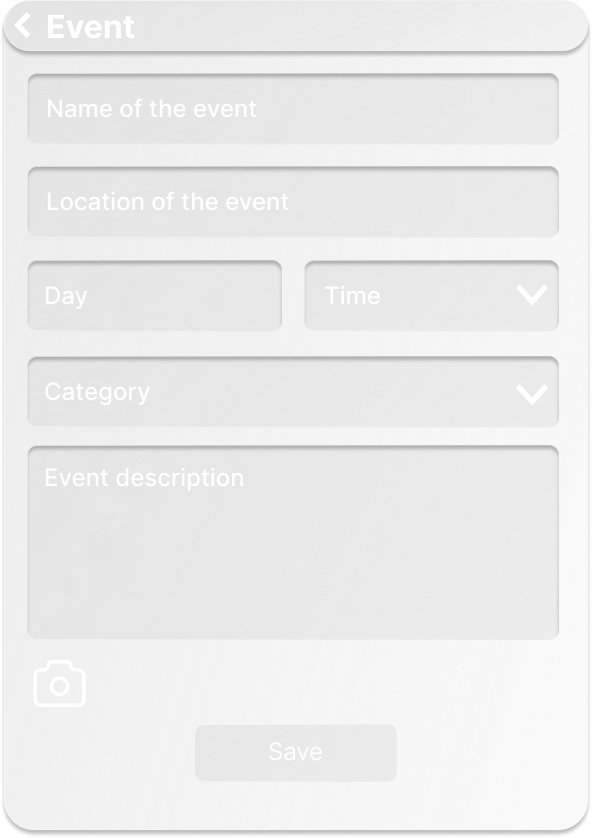 Event
Name of the event
Location of the event
Day
Time
Category
Event description
Save